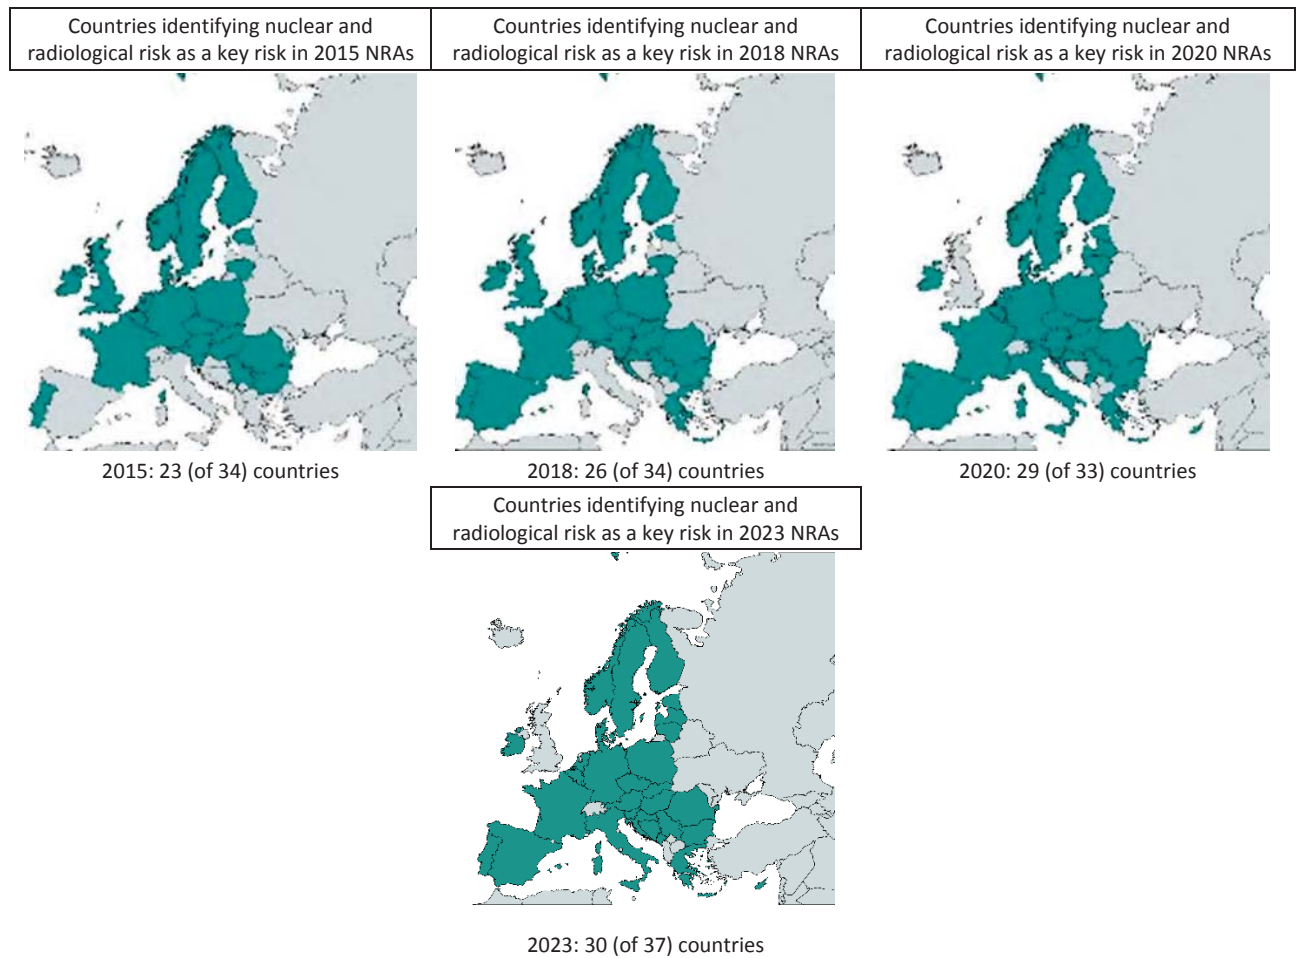 Countries identifying nuclear and
radiological risk as a key risk in 2015 NRAs
Countries identifying nuclear and
radiological risk as a key risk in 2018 NRAs
Countries identifying nuclear and
radiological risk as a key risk in 2020 NRAs
2015: 23 (of 34) countries
2018: 26 (of 34) countries
2020: 29 (of 33) countries
Countries identifying nuclear and
radiological risk as a key risk in 2023 NRAs
2023: 30 (of 37) countries